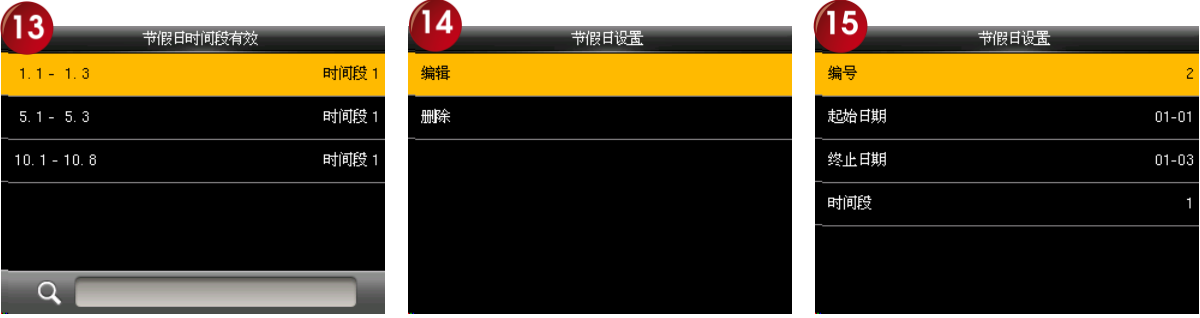 13
节假日时间段有效
1.1 - 1.3 时间段 1
5.1 - 5.3 时间段 1
10.1 - 10.8 时间段 1
14
节假日设置
编辑
删除
15
节假日设置
编号 2
起始日期 01-01
终止日期 01-03
时间段 1